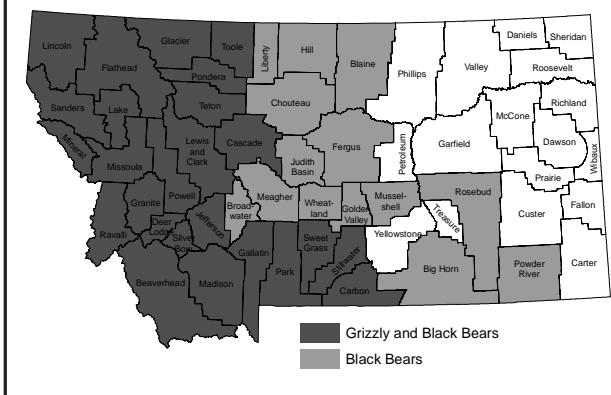 Lincoln
Flathead
Glacier
Toole
Liberty
Hill
Blaine
Phillips
Valley
Daniels
Sheridan
Roosevelt
Pondera
Teton
Chouteau
Sanders
Lake
Mineral
Missoula
Lewis
and
Clark
Cascade
Judith
Basin
Fergus
Petroleum
Garfield
McCone
Richland
Dawson
Wibaux
Prairie
Granite
Powell
Ravalli
Deer
Lodge
Silver
Bow
Jefferson
Broad-
water
Meagher
Wheat-
land
Golden
Valley
Mussel-
shell
Rosebud
Treasure
Yellowstone
Custer
Fallon
Beaverhead
Madison
Gallatin
Park
Sweet
Grass
Stillwater
Carbon
Big Horn
Powder
River
Carter
Grizzly and Black Bears
Black Bears